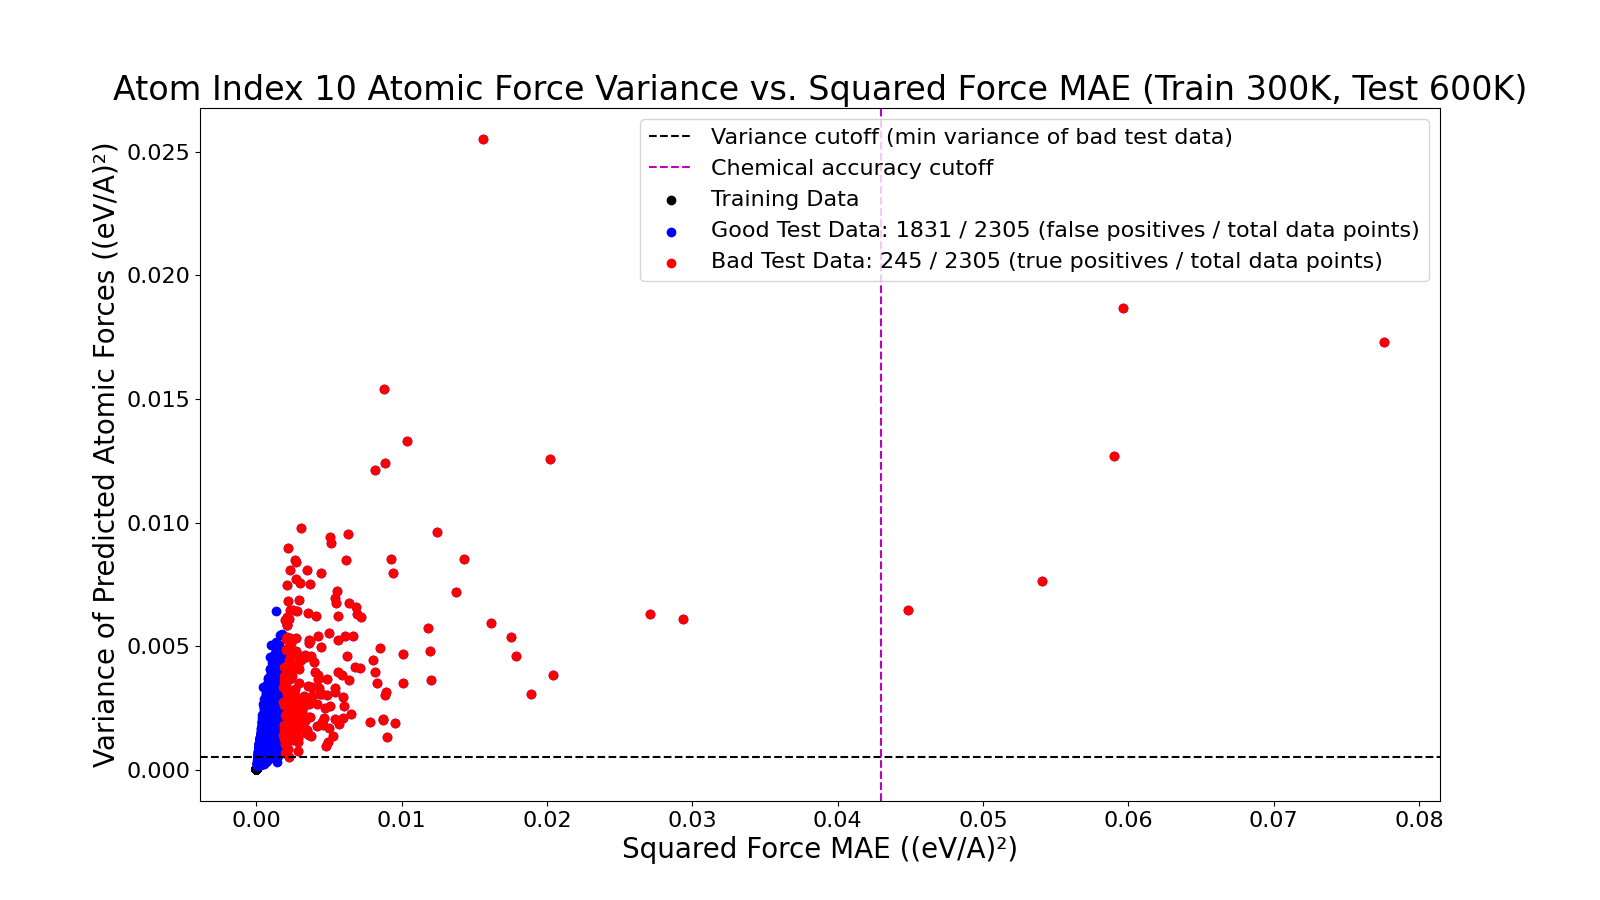 Atom Index 10 Atomic Force Variance vs. Squared Force MAE (Train 300K, Test 600K)
Variance cutoff (min variance of bad test data)
Chemical accuracy cutoff
Training Data
Good Test Data: 1831 / 2305 (false positives / total data points)
Bad Test Data: 245 / 2305 (true positives / total data points)
Variance of Predicted Atomic Forces ((eV/A)²)
0.025
0.020
0.015
0.010
0.005
0.000
0.00 0.01 0.02 0.03 0.04 0.05 0.06 0.07 0.08
Squared Force MAE ((eV/A)²)